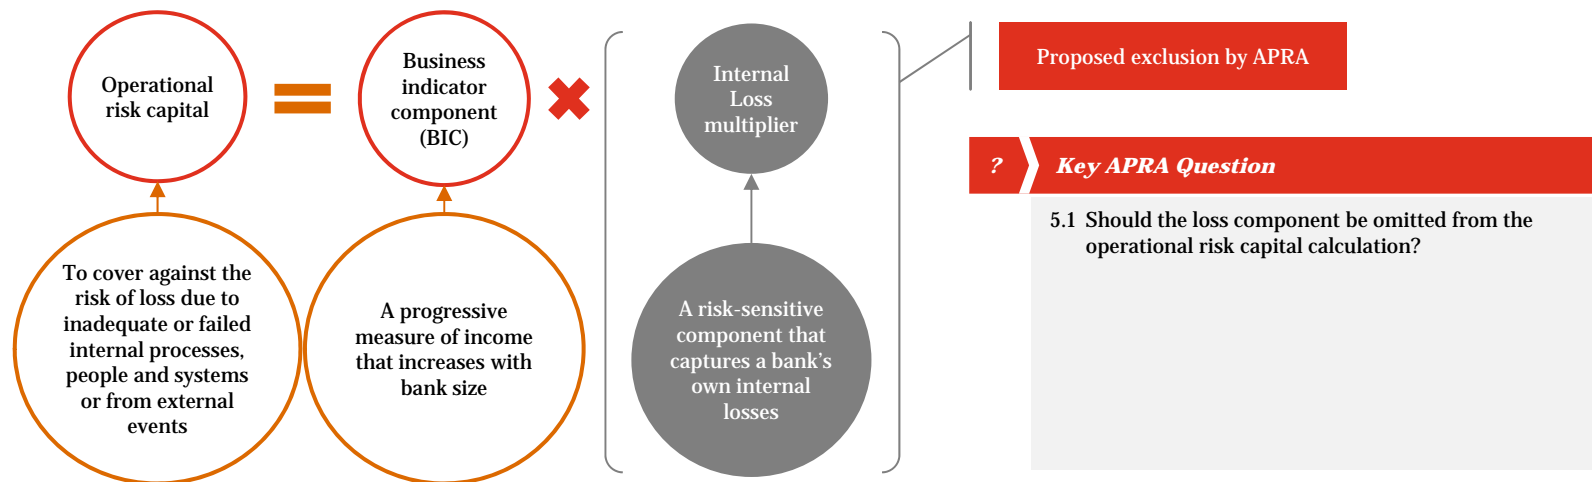 Operational
risk capital
Business
indicator
component
(BIC)
Internal
Loss
multiplier
Proposed exclusion by APRA
? Key APRA Question
5.1 Should the loss component be omitted from the
operational risk capital calculation?
To cover against the
risk of loss due to
inadequate or failed
internal processes,
people and systems
or from external
events
A progressive
measure of income
that increases with
bank size
A risk-sensitive
component that
captures a bank's
own internal
losses